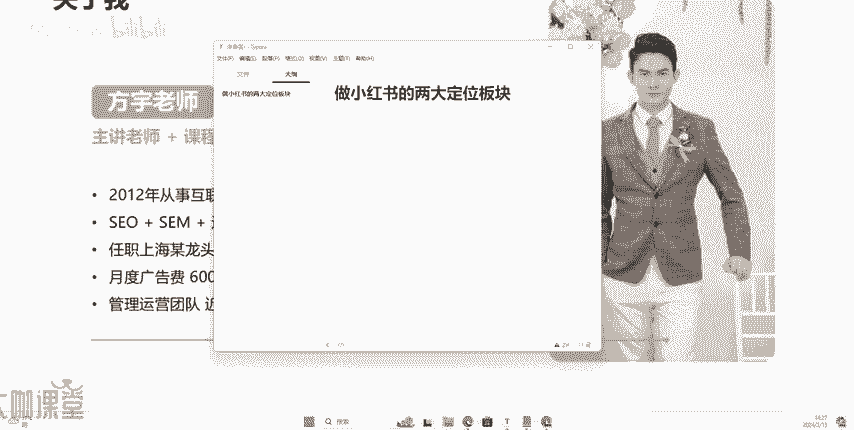 关于我
bilibili
未命名• - Typora
文件(F) 编辑(E) 段落(P) 格式(O) 视图(V) 主题(T) 帮助(H)
文件 大纲
做小红书的两大定位板块
做小红书的两大定位板块
方宇老师
主讲老师 + 课程
• 2012年从事互联
• SEO + SEM +
• 任职上海某龙头
• 月度广告费 600
• 管理运营团队 近
大咖课堂
搜索